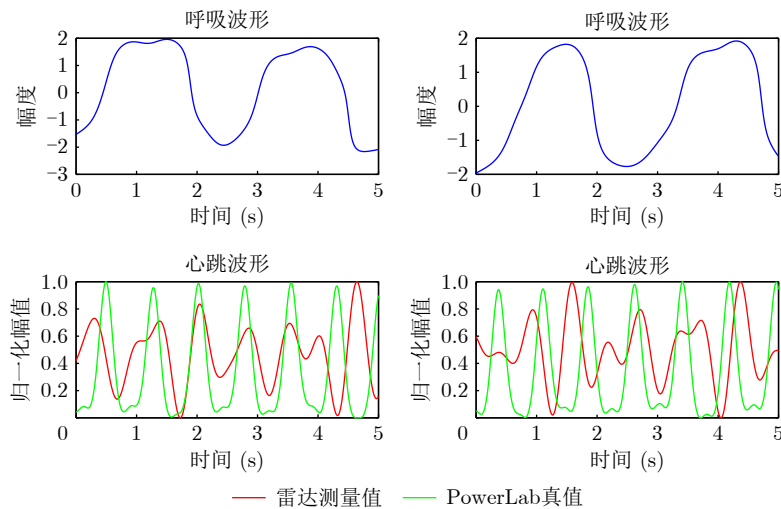 呼吸波形
呼吸波形
2
1
0
−1
−2
−3
幅度
0 1 2 3 4 5
时间 (s)
2
1
0
−1
−2
幅度
0 1 2 3 4 5
时间 (s)
心跳波形
心跳波形
1.0
0.8
0.6
0.4
0.2
归一化幅值
0 1 2 3 4 5
时间 (s)
1.0
0.8
0.6
0.4
0.2
归一化幅值
0 1 2 3 4 5
时间 (s)
雷达测量值 PowerLab真值